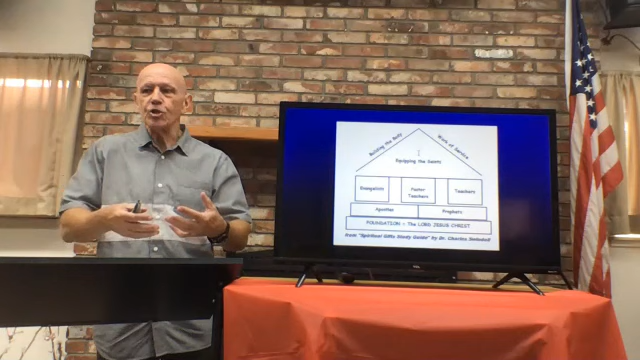 Building the Body
Work of Service
Equipping the Saints
Evangelists
Pastor
Teachers
Teachers
Apostles
Prophets
FOUNDATION - The LORD JESUS CHRIST
from "Spiritual Gifts Study Guide" by Dr. Charles